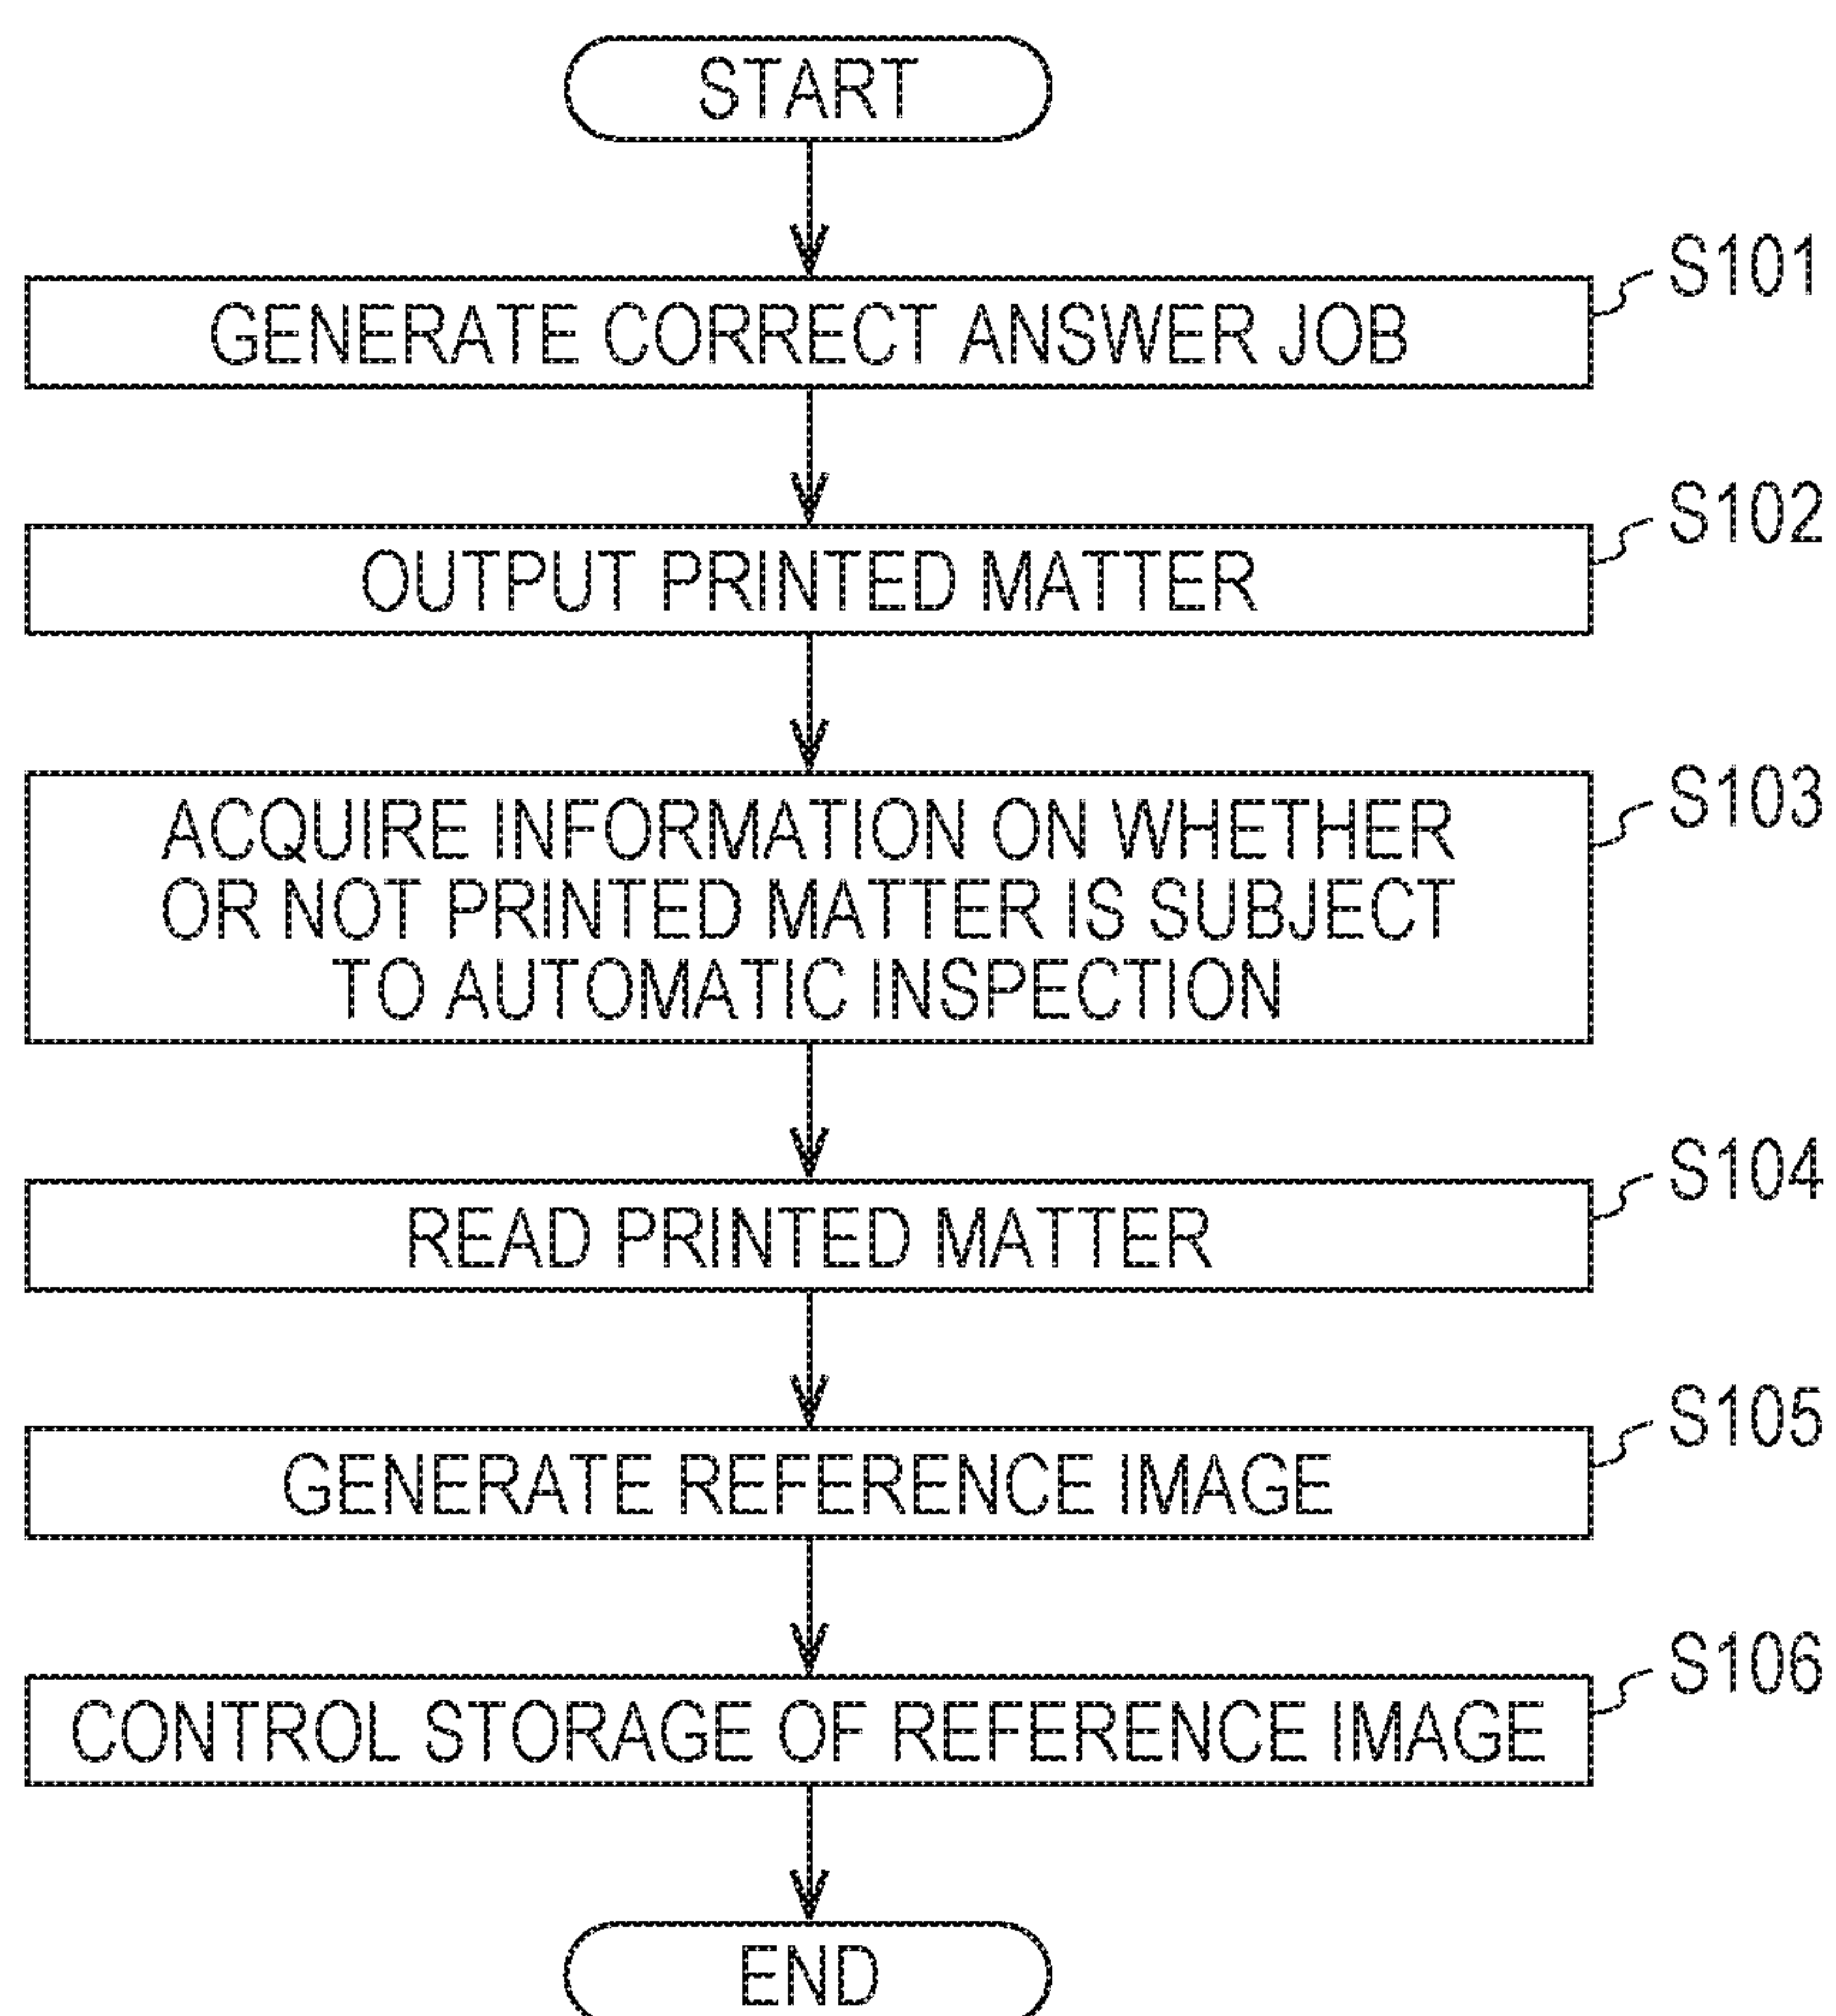 START
S101
GENERATE CORRECT ANSWER JOB
S102
OUTPUT PRINTED MATTER
S103
ACQUIRE INFORMATION ON WHETHER
OR NOT PRINTED MATTER IS SUBJECT
TO AUTOMATIC INSPECTION
S104
READ PRINTED MATTER
S105
GENERATE REFERENCE IMAGE
S106
CONTROL STORAGE OF REFERENCE IMAGE
END